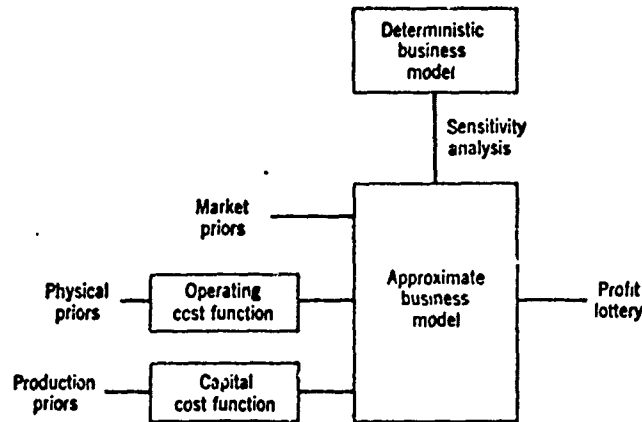 Deterministic
business
model
Sensitivity
analysis
Market
priors
Physical
priors
Operating
cost function
Approximate
business
model
Profit
lottery
Production
priors
Capital
cost function